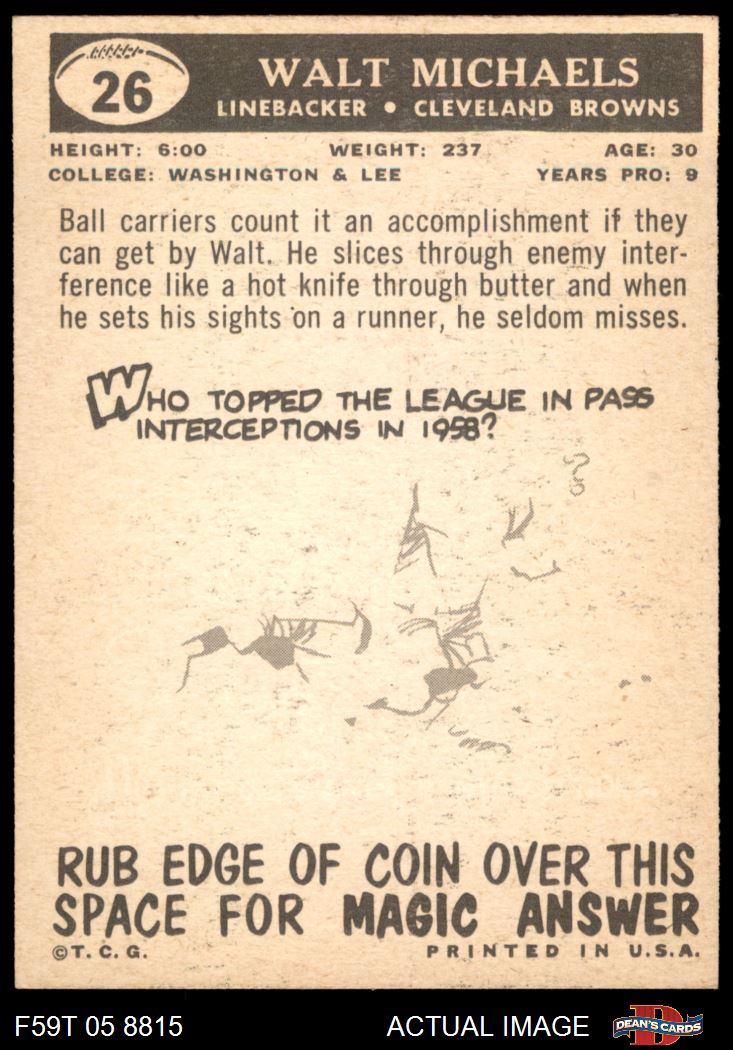 26
WALT MICHAELS
LINEBACKER • CLEVELAND BROWNS
HEIGHT: 6:00 WEIGHT: 237 AGE: 30
COLLEGE: WASHINGTON & LEE YEARS PRO: 9
Ball carriers count it an accomplishment if they
can get by Walt. He slices through enemy inter-
ference like a hot knife through butter and when
he sets his sights on a runner, he seldom misses.
WHO TOPPED THE LEAGUE IN PASS
INTERCEPTIONS IN 1958?
?
RUB EDGE OF COIN OVER THIS
SPACE FOR MAGIC ANSWER
©T.C.G. PRINTED IN U.S.A.
F59T 05 8815 ACTUAL IMAGE D DEAN'S CARDS